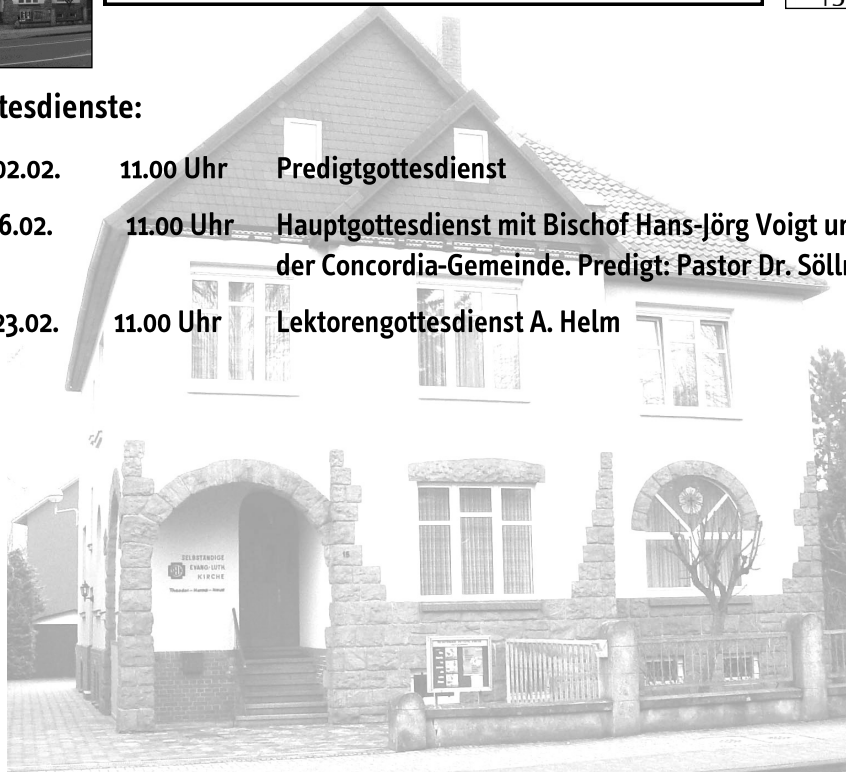 tesdienste:
02.02. 11.00 Uhr Predigtgottesdienst
6.02. 11.00 Uhr Hauptgottesdienst mit Bischof Hans-Jörg Voigt un
der Concordia-Gemeinde. Predigt: Pastor Dr. Sölln
23.02. 11.00 Uhr Lektorengottesdienst A. Helm
SELBSTÄNDIGE
EVANG-LUTH.
KIRCHE